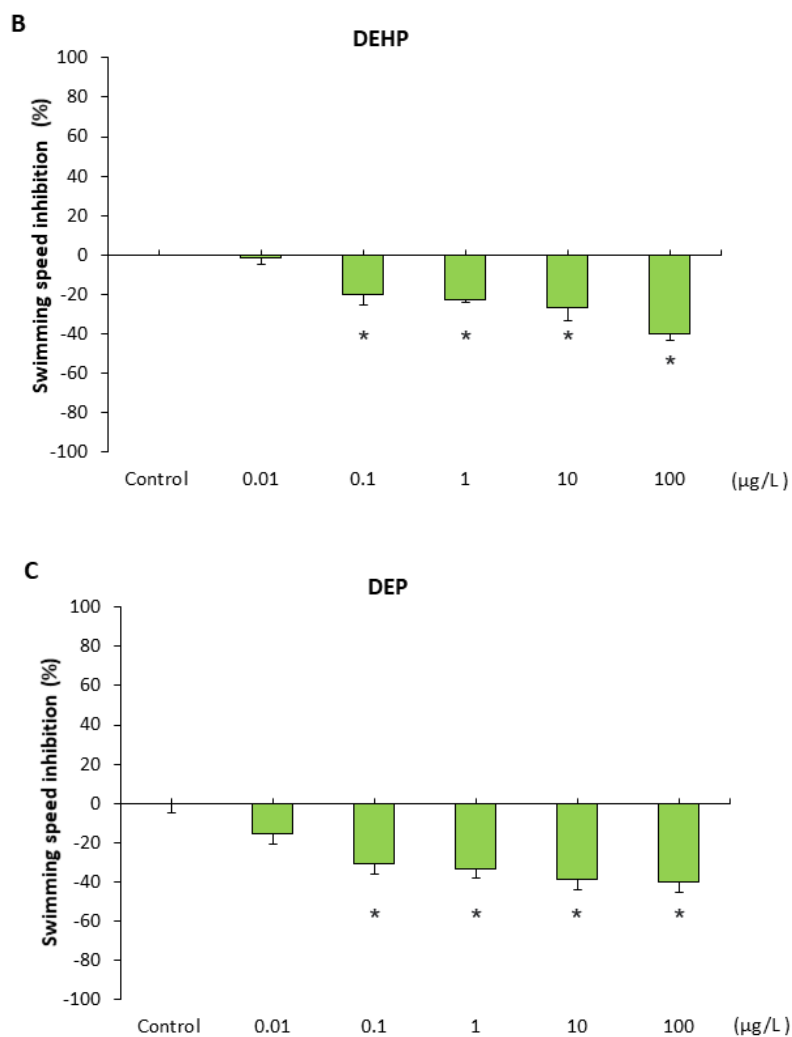 B
DEHP
Swimming speed inhibition (%)
100
80
60
40
20
0
-20
-40
-60
-80
-100
* * * *
Control 0.01 0.1 1 10 100 (µg/L )
C
DEP
Swimming speed inhibition (%)
100
80
60
40
20
0
-20
-40
-60
-80
-100
* * * *
Control 0.01 0.1 1 10 100 (µg/L)